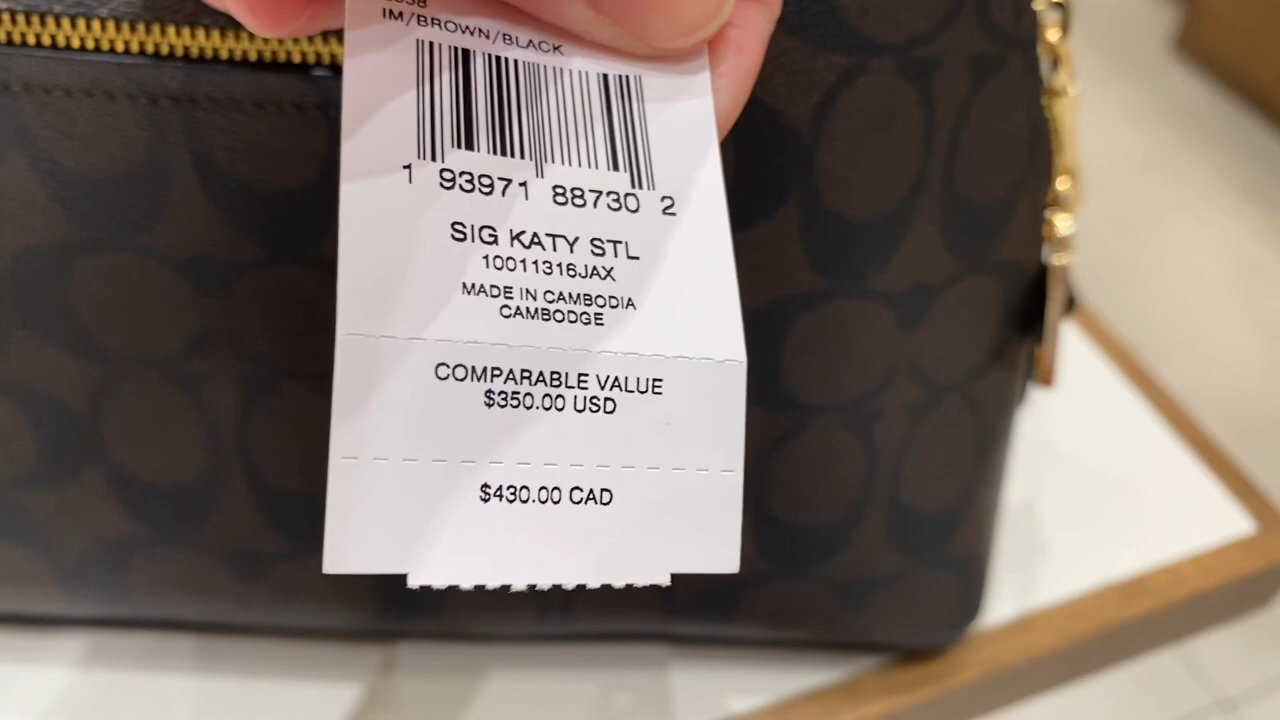 IM/BROWN/BLACK
1 93971 88730 2
SIG KATY STL
10011316JAX
MADE IN CAMBODIA
CAMBODGE
COMPARABLE VALUE
$350.00 USD
$430.00 CAD